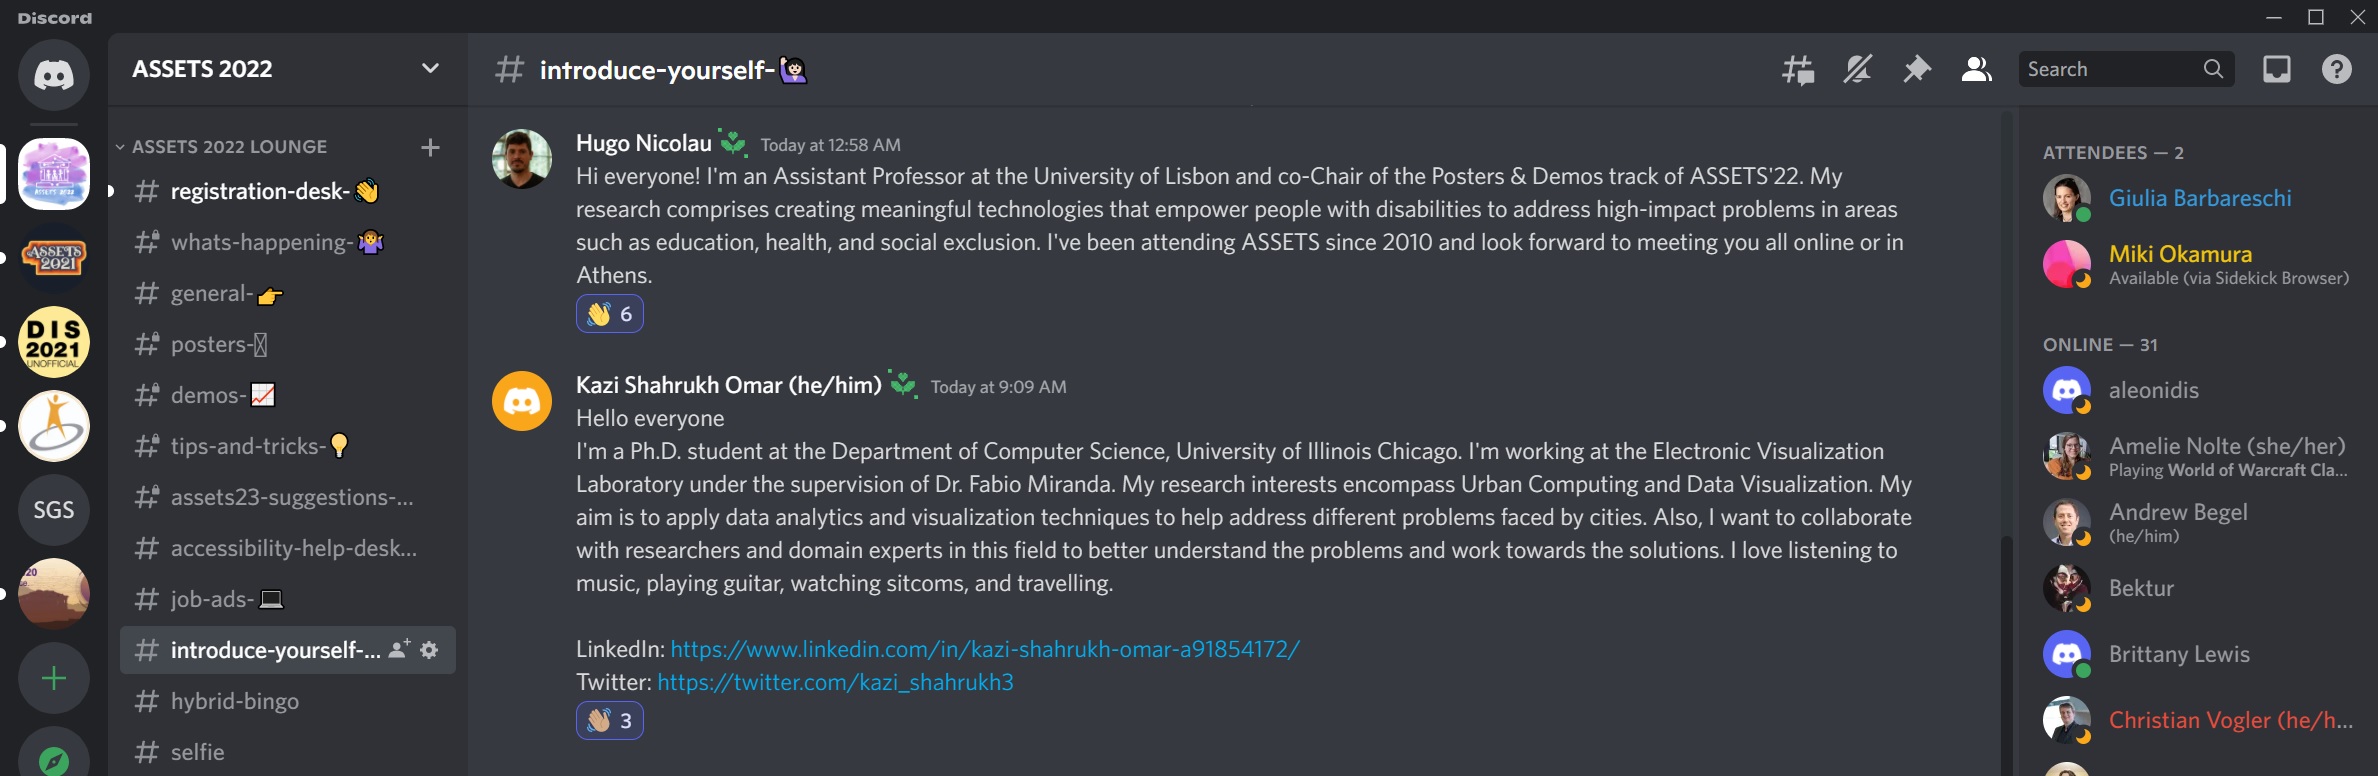 Discord
ASSETS 2022
ASSETS 2022
ASSETS
2021
DIS
2021
UNOFFICIAL
SGS
20
ASSETS 2022 LOUNGE
registration-desk-👋
whats-happening-🤷
general-👉
posters-
demos-📈
tips-and-tricks-💡
assets23-suggestions-...
accessibility-help-desk...
job-ads-💻
introduce-yourself-...
hybrid-bingo
selfie
introduce-yourself-🙋🏻‍♀️
Search
Hugo Nicolau Today at 12:58 AM
Hi everyone! I'm an Assistant Professor at the University of Lisbon and co-Chair of the Posters & Demos track of ASSETS'22. My
research comprises creating meaningful technologies that empower people with disabilities to address high-impact problems in areas
such as education, health, and social exclusion. I've been attending ASSETS since 2010 and look forward to meeting you all online or in
Athens.
👋 6
Kazi Shahrukh Omar (he/him) Today at 9:09 AM
Hello everyone
I'm a Ph.D. student at the Department of Computer Science, University of Illinois Chicago. I'm working at the Electronic Visualization
Laboratory under the supervision of Dr. Fabio Miranda. My research interests encompass Urban Computing and Data Visualization. My
aim is to apply data analytics and visualization techniques to help address different problems faced by cities. Also, I want to collaborate
with researchers and domain experts in this field to better understand the problems and work towards the solutions. I love listening to
music, playing guitar, watching sitcoms, and travelling.
LinkedIn: https://www.linkedin.com/in/kazi-shahrukh-omar-a91854172/
Twitter: https://twitter.com/kazi_shahrukh3
👋🏽 3
ATTENDEES — 2
Giulia Barbareschi
Miki Okamura
Available (via Sidekick Browser)
ONLINE — 31
aleonidis
Amelie Nolte (she/her)
Playing World of Warcraft Cla...
Andrew Begel
(he/him)
Bektur
Brittany Lewis
Christian Vogler (he/h...